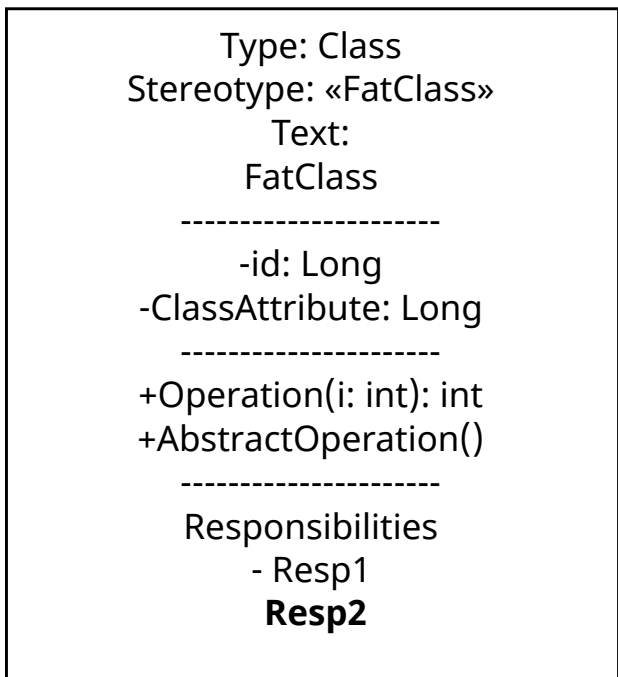 Type: Class
Stereotype: «FatClass»
Text:
FatClass
----------------------
-id: Long
-ClassAttribute: Long
----------------------
+Operation(i: int): int
+AbstractOperation()
----------------------
Responsibilities
- Resp1
Resp2